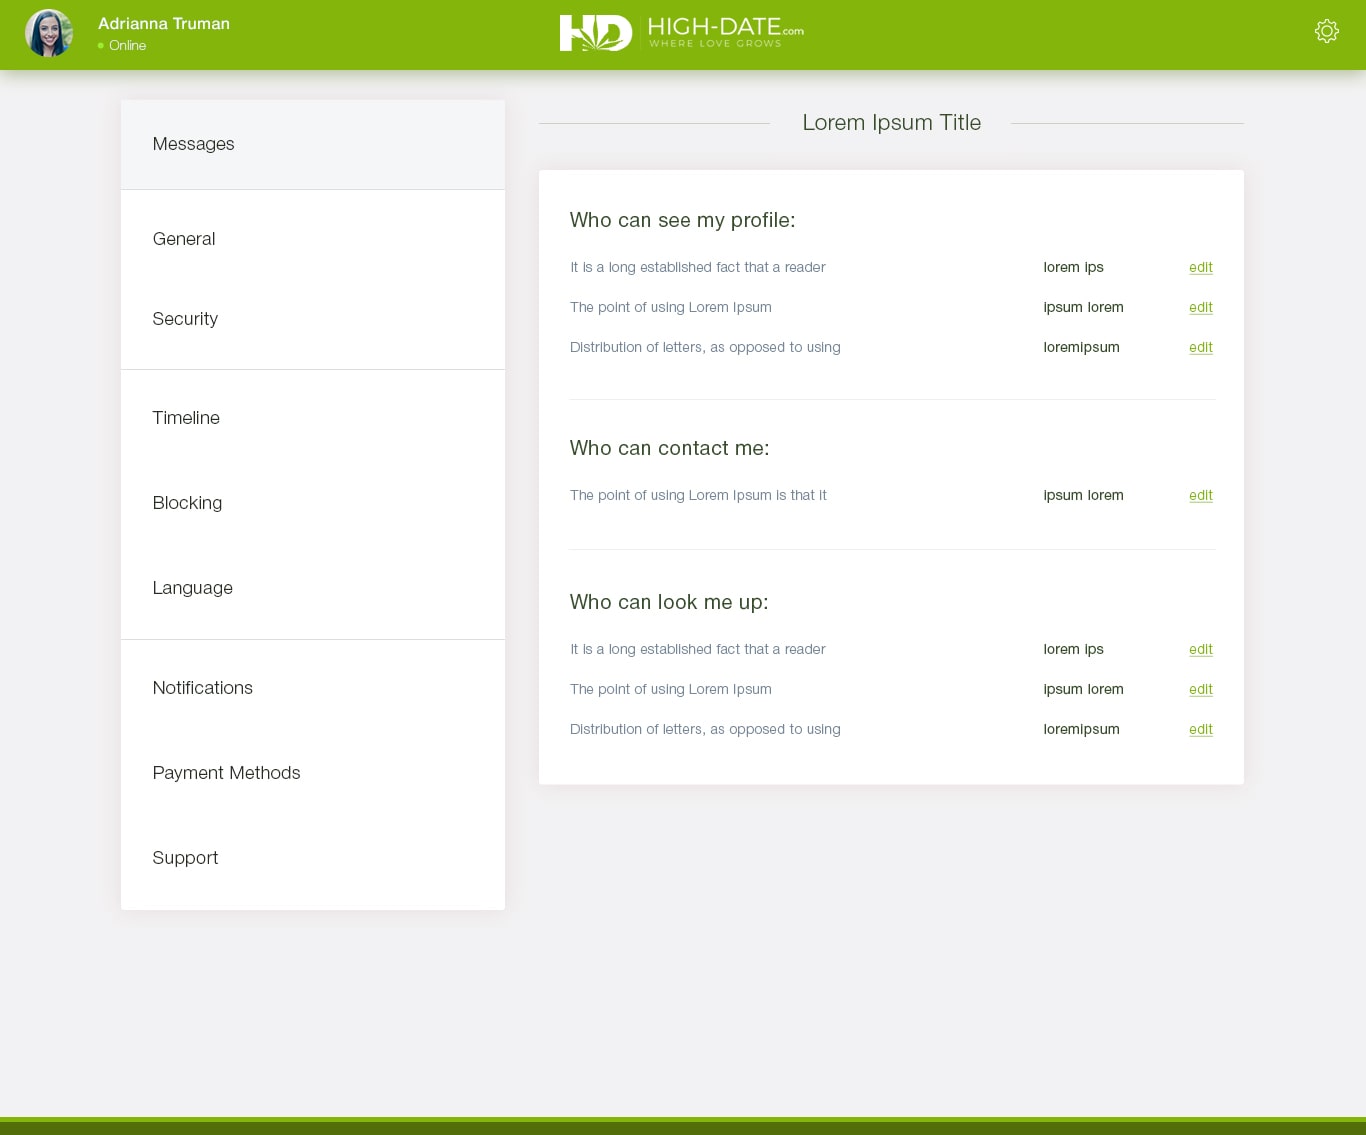 Adrianna Truman
Online
HD
HIGH-DATE.com
WHERE LOVE GROWS
Messages
General
Security
Timeline
Blocking
Language
Notifications
Payment Methods
Support
Lorem Ipsum Title
Who can see my profile:
It is a long established fact that a reader lorem ips edit
The point of using Lorem Ipsum ipsum lorem edit
Distribution of letters, as opposed to using loremipsum edit
Who can contact me:
The point of using Lorem Ipsum is that it ipsum lorem edit
Who can look me up:
It is a long established fact that a reader lorem ips edit
The point of using Lorem Ipsum ipsum lorem edit
Distribution of letters, as opposed to using loremipsum edit